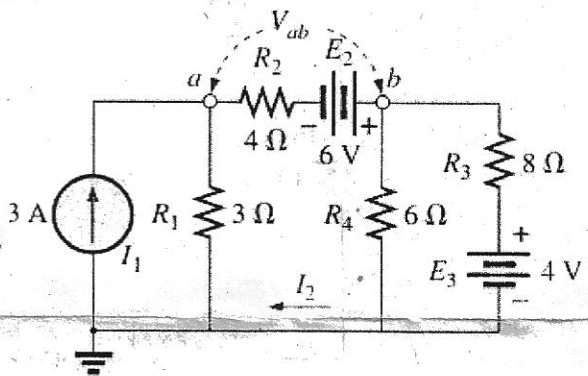 V_ab
a R_2 E_2 b
4 Ω − + 6 V
3 A I_1 R_1 3 Ω R_4 6 Ω R_3 8 Ω
I_2 E_3 + 4 V −